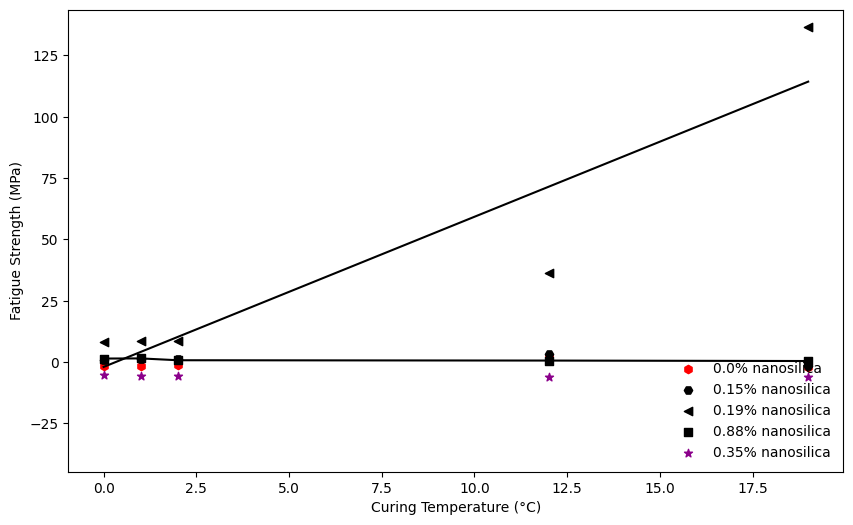 125
100
75
50
25
0
−25
Fatigue Strength (MPa)
0.0% nanosilica
0.15% nanosilica
0.19% nanosilica
0.88% nanosilica
0.35% nanosilica
0.0 2.5 5.0 7.5 10.0 12.5 15.0 17.5
Curing Temperature (°C)